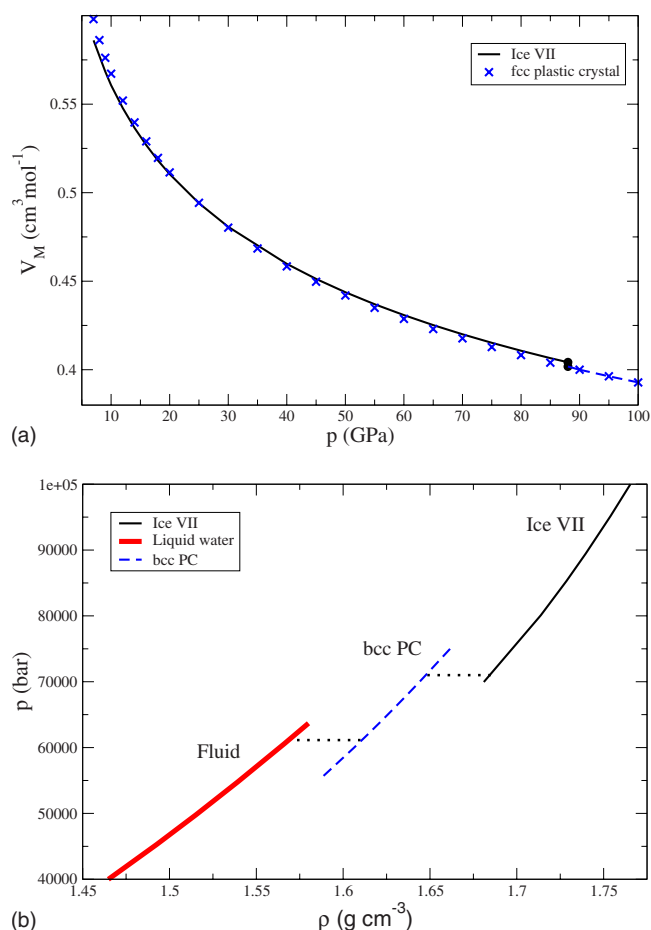 Ice VII
fcc plastic crystal
0.55
0.5
0.45
0.4
V_M (cm³ mol⁻¹)
10 20 30 40 50 60 70 80 90 100
p (GPa)
(a)
1e+05
90000
80000
70000
60000
50000
40000
p (bar)
Ice VII
Liquid water
bcc PC
Ice VII
bcc PC
Fluid
1.45 1.5 1.55 1.6 1.65 1.7 1.75
ρ (g cm⁻³)
(b)